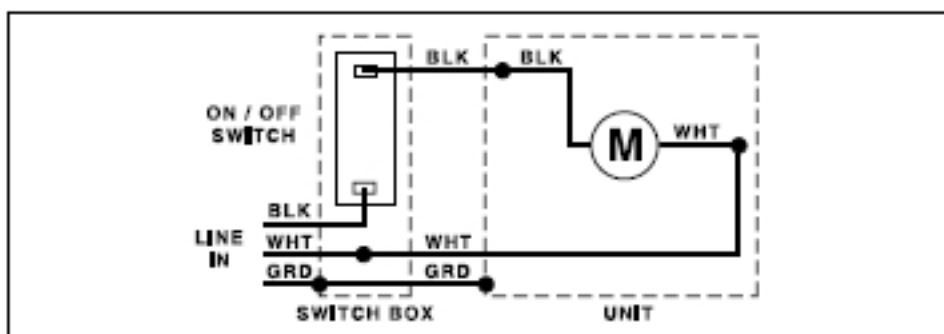 BLK BLK
ON / OFF
SWITCH
M WHT
BLK
LINE
IN
WHT WHT
GRD GRD
SWITCH BOX UNIT